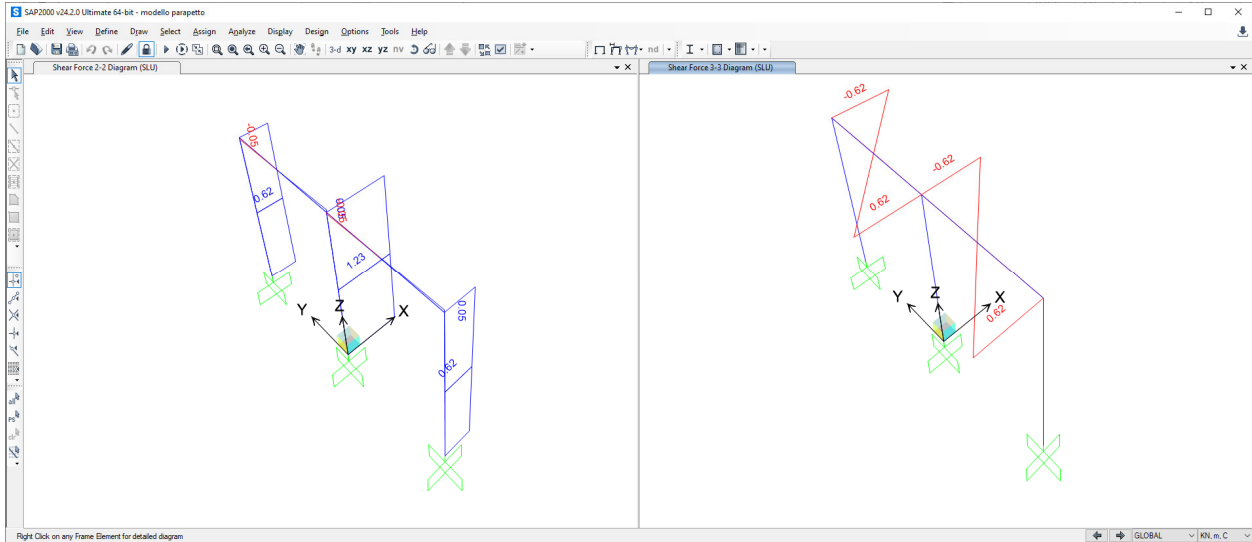 SAP2000 v24.2.0 Ultimate 64-bit - modello parapetto
File Edit View Define Draw Select Assign Analyze Display Design Options Tools Help
3-d xy xz yz nv
nd
Shear Force 2-2 Diagram (SLU)
Shear Force 3-3 Diagram (SLU)
-0.05
0.62
1.23
0.05
0.62
X
Y
Z
-0.62
-0.62
0.62
0.62
X
Y
Z
all
PS
clr
Right Click on any Frame Element for detailed diagram
GLOBAL
KN, m, C